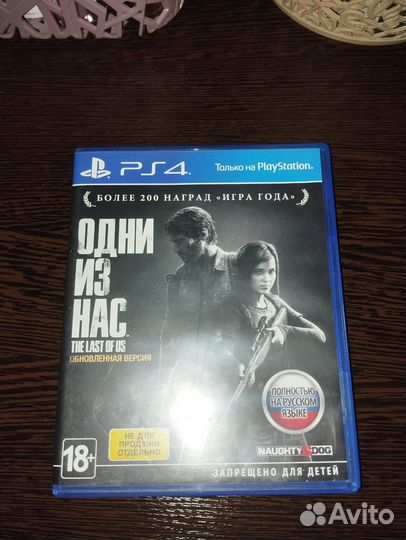 PS4
Только на PlayStation.
БОЛЕЕ 200 НАГРАД «ИГРА ГОДА»
ОДНИ
ИЗ
НАС
THE LAST OF US
ОБНОВЛЕННАЯ ВЕРСИЯ
ПОЛНОСТЬЮ
НА РУССКОМ
ЯЗЫКЕ
НЕ ДЛЯ
ПРОДАЖИ
ОТДЕЛЬНО
18+
NAUGHTY DOG
ЗАПРЕЩЕНО ДЛЯ ДЕТЕЙ
Avito